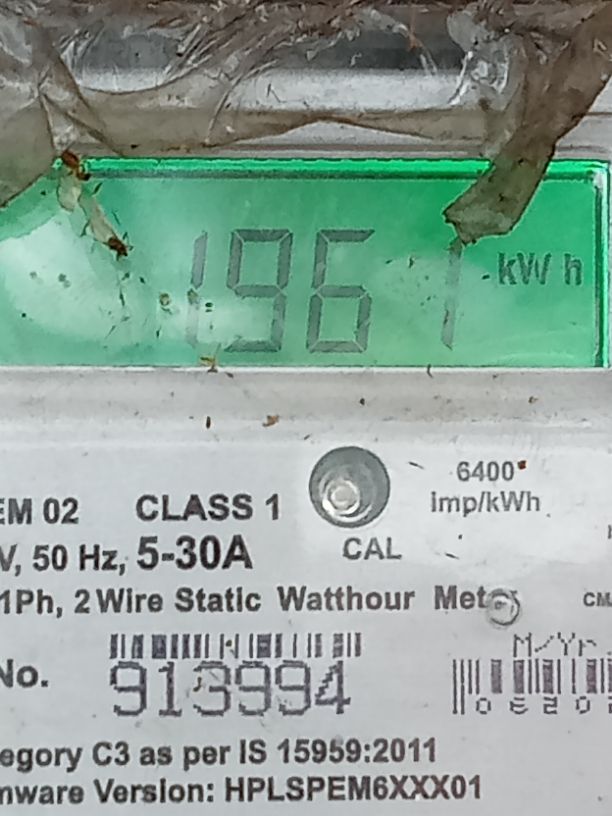 1961 kWh
6400
imp/kWh
EM 02 CLASS 1
CAL
V, 50 Hz, 5-30A
1Ph, 2 Wire Static Watthour
CM
M/Yr
No.
913994
egory C3 as per IS 15959:2011
mware Version: HPLSPEM6XXX01